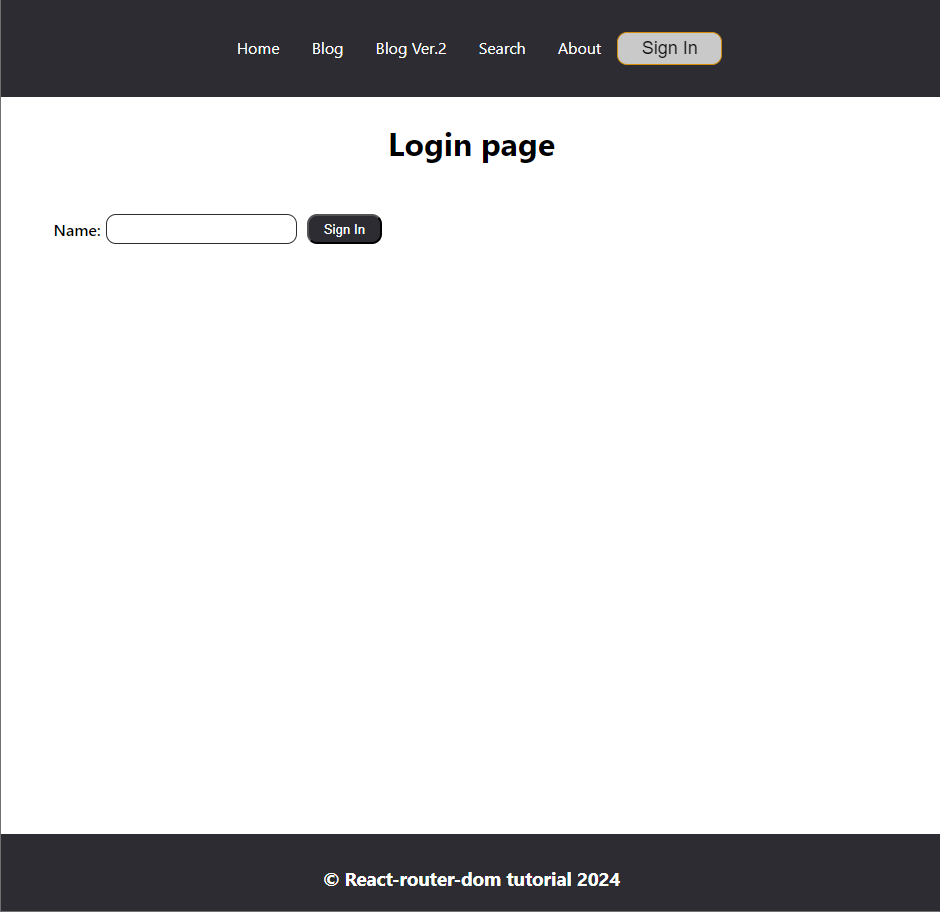 Home Blog Blog Ver.2 Search About Sign In
Login page
Name: Sign In
© React-router-dom tutorial 2024